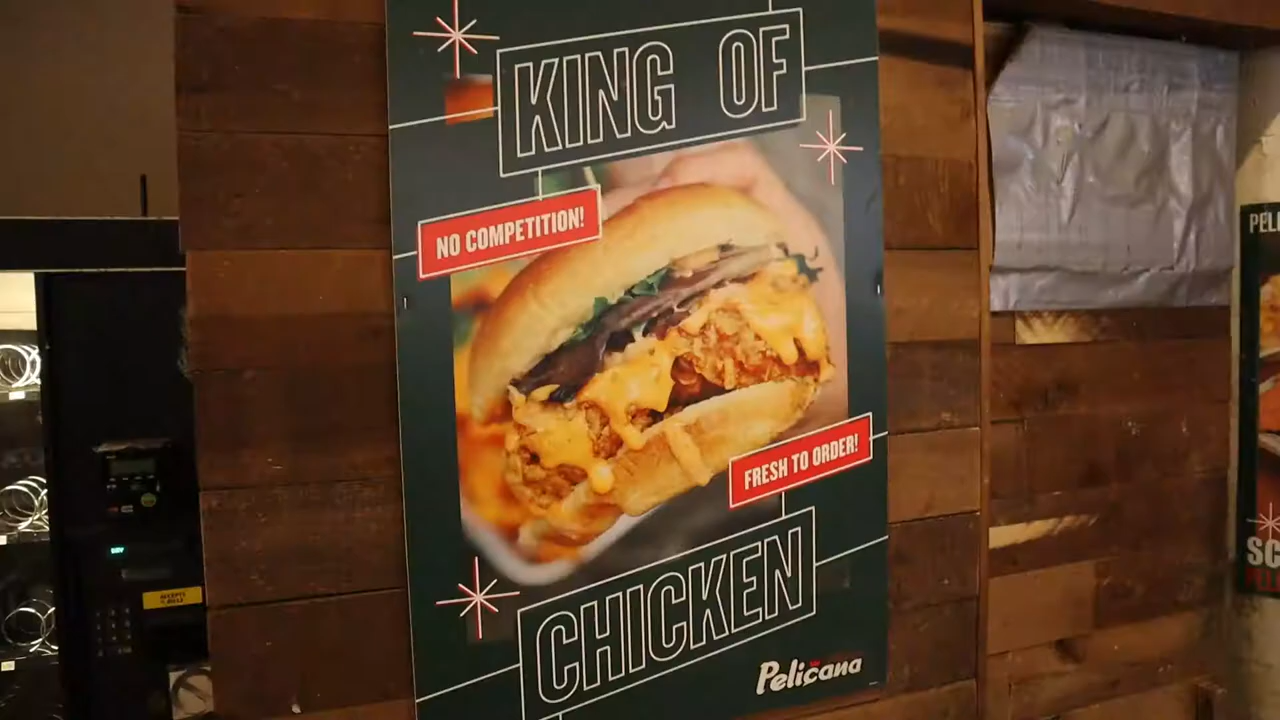 KING OF
NO COMPETITION!
FRESH TO ORDER!
CHICKEN
Pelicana